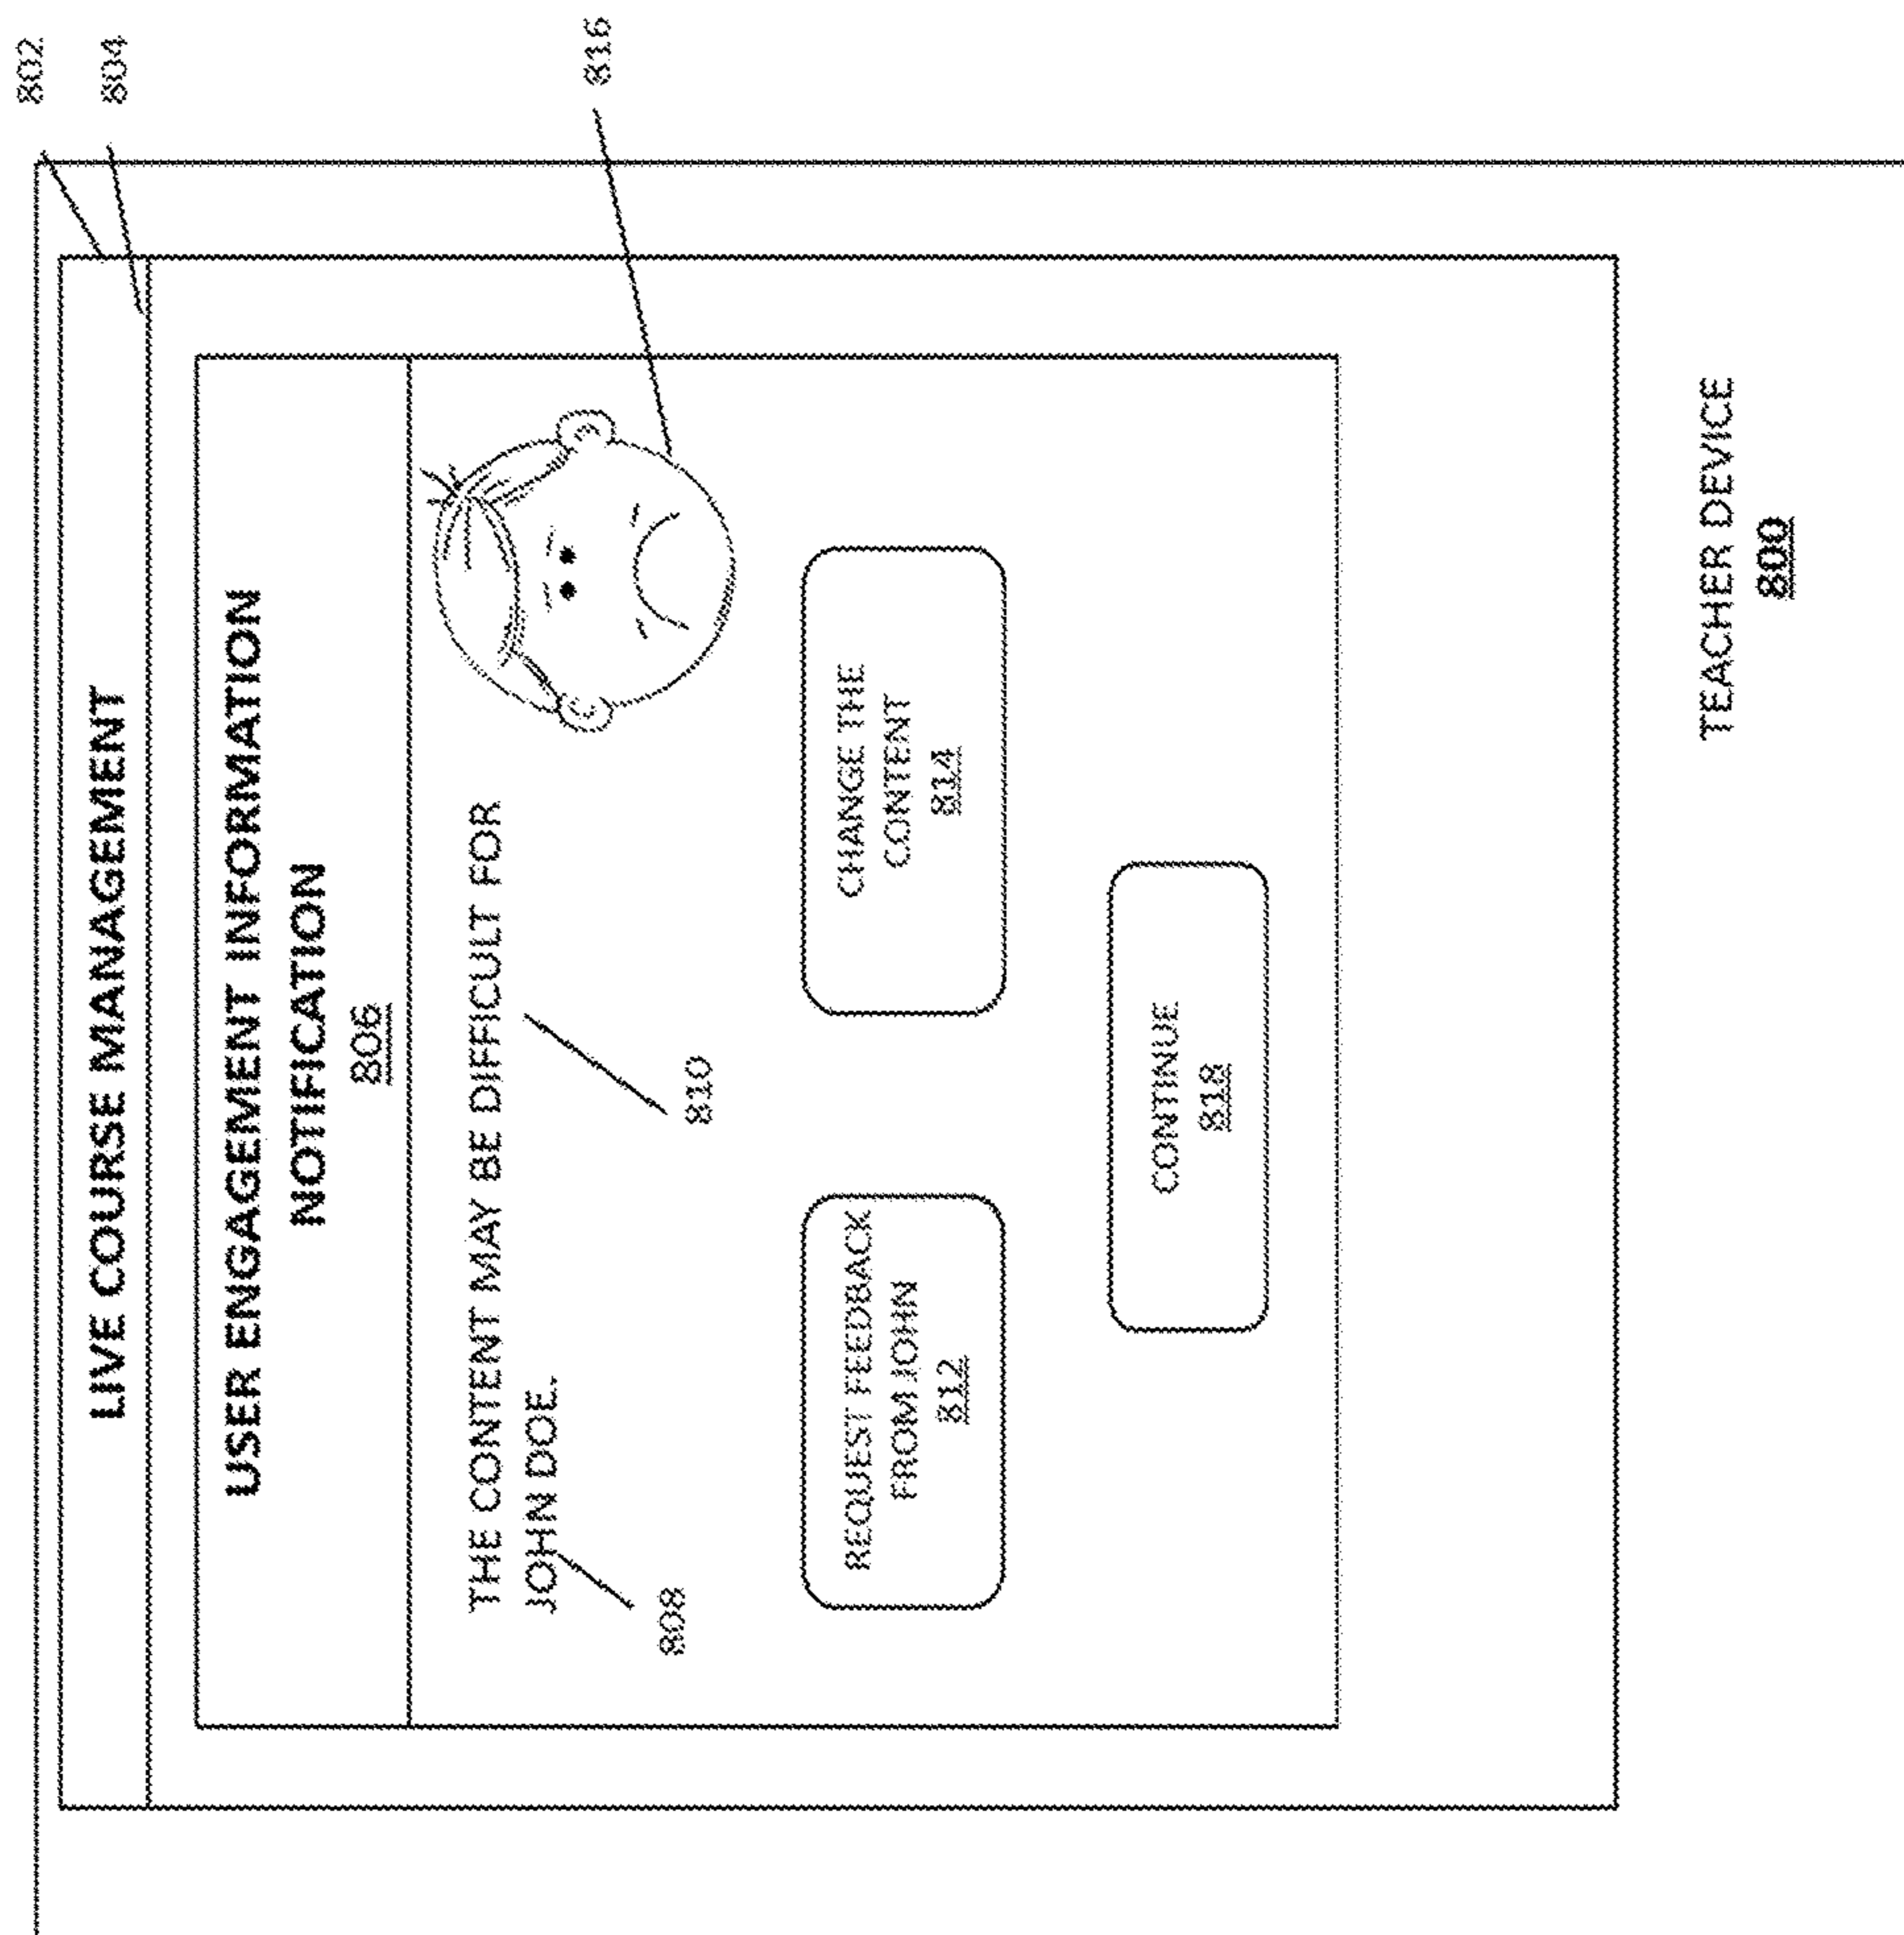 802
804
LIVE COURSE MANAGEMENT
USER ENGAGEMENT INFORMATION
NOTIFICATION
806
THE CONTENT MAY BE DIFFICULT FOR
JOHN DOE.
816
810
808
REQUEST FEEDBACK
FROM JOHN
812
CHANGE THE
CONTENT
814
CONTINUE
818
TEACHER DEVICE
800